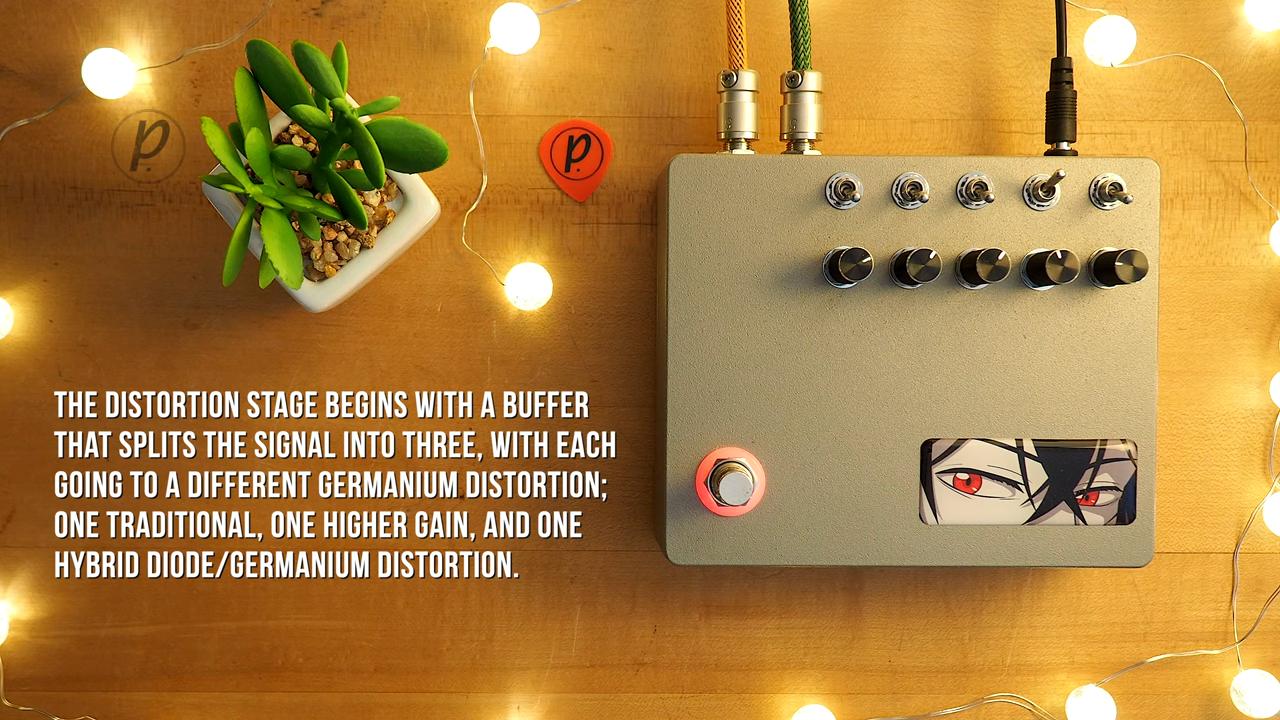 p.
p.
THE DISTORTION STAGE BEGINS WITH A BUFFER
THAT SPLITS THE SIGNAL INTO THREE, WITH EACH
GOING TO A DIFFERENT GERMANIUM DISTORTION;
ONE TRADITIONAL, ONE HIGHER GAIN, AND ONE
HYBRID DIODE/GERMANIUM DISTORTION.